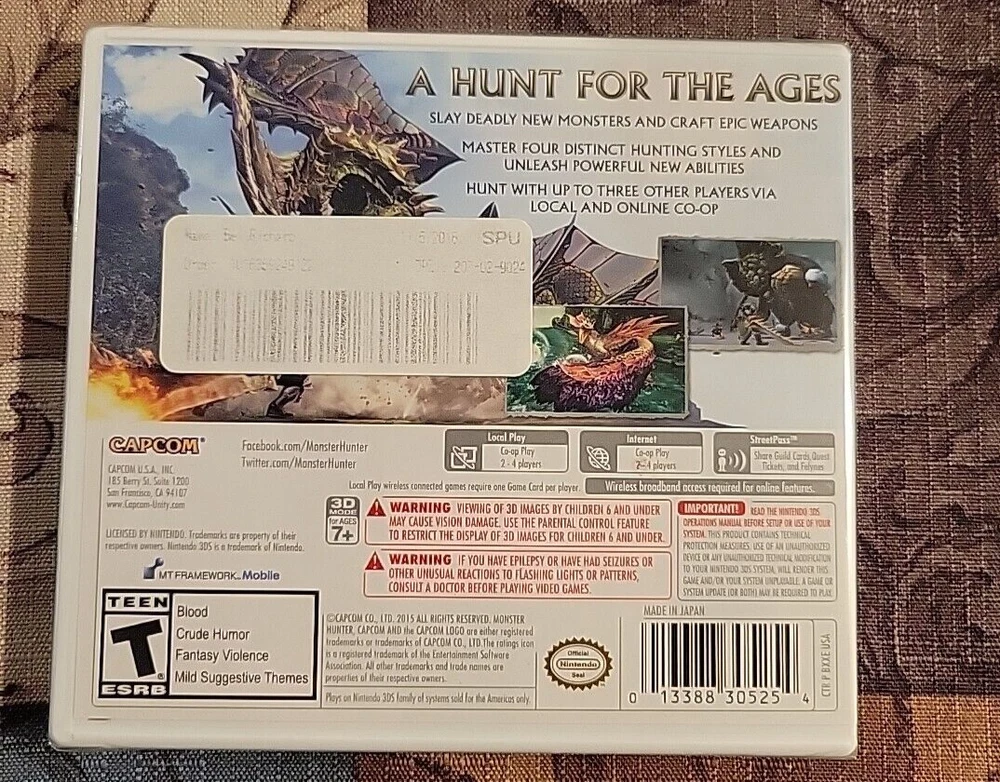 A HUNT FOR THE AGES
SLAY DEADLY NEW MONSTERS AND CRAFT EPIC WEAPONS
MASTER FOUR DISTINCT HUNTING STYLES AND
UNLEASH POWERFUL NEW ABILITIES
HUNT WITH UP TO THREE OTHER PLAYERS VIA
LOCAL AND ONLINE CO-OP
SPU
CAPCOM®
CAPCOM U.S.A., INC.
185 Berry St. Suite 1200
San Francisco, CA 94107
www.Capcom-Unity.com
Facebook.com/MonsterHunter
Twitter.com/MonsterHunter
Local Play
Co-op Play
2 - 4 players
Internet
Co-op Play
2-4 players
StreetPass™
Share Guild Cards, Quest
Tickets, and Felynes
Local Play wireless connected games require one Game Card per player.
Wireless broadband access required for online features.
LICENSED BY NINTENDO. Trademarks are property of their
respective owners. Nintendo 3DS is a trademark of Nintendo.
MT FRAMEWORK Mobile
3D
MODE
for AGES
7+
WARNING VIEWING OF 3D IMAGES BY CHILDREN 6 AND UNDER
MAY CAUSE VISION DAMAGE. USE THE PARENTAL CONTROL FEATURE
TO RESTRICT THE DISPLAY OF 3D IMAGES FOR CHILDREN 6 AND UNDER.
WARNING IF YOU HAVE EPILEPSY OR HAVE HAD SEIZURES OR
OTHER UNUSUAL REACTIONS TO FLASHING LIGHTS OR PATTERNS,
CONSULT A DOCTOR BEFORE PLAYING VIDEO GAMES.
IMPORTANT! READ THE NINTENDO 3DS
OPERATIONS MANUAL BEFORE SETUP OR USE OF YOUR
SYSTEM. THIS PRODUCT CONTAINS TECHNICAL
PROTECTION MEASURES. USE OF AN UNAUTHORIZED
DEVICE OR ANY UNAUTHORIZED TECHNICAL MODIFICATION
TO YOUR NINTENDO 3DS SYSTEM, WILL RENDER THIS
GAME AND/OR YOUR SYSTEM UNPLAYABLE. A GAME OR
SYSTEM UPDATE (OR BOTH) MAY BE REQUIRED TO PLAY.
TEEN
T
ESRB
Blood
Crude Humor
Fantasy Violence
Mild Suggestive Themes
©CAPCOM CO., LTD. 2015 ALL RIGHTS RESERVED. MONSTER
HUNTER, CAPCOM AND the CAPCOM LOGO are either registered
trademarks or trademarks of CAPCOM CO., LTD. The ratings icon
is a registered trademark of the Entertainment Software
Association. All other trademarks and trade names are
properties of their respective owners.
Plays on Nintendo 3DS family of systems sold for the Americas only.
Official
Nintendo
Seal
MADE IN JAPAN
0 13388 30525 4
CTR P BXXE USA